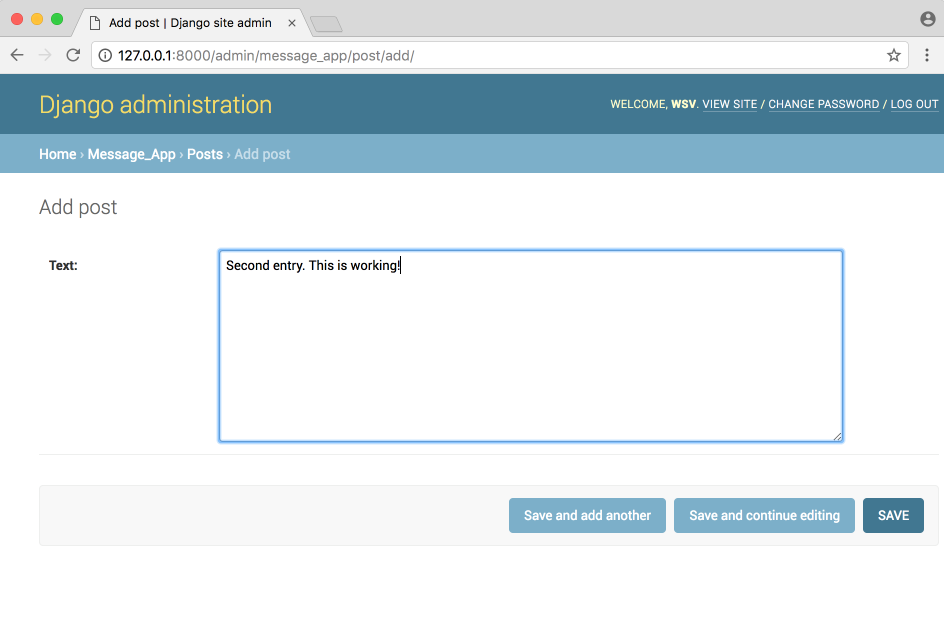 Add post | Django site admin
127.0.0.1:8000/admin/message_app/post/add/
Django administration
WELCOME, WSV. VIEW SITE / CHANGE PASSWORD / LOG OUT
Home › Message_App › Posts › Add post
Add post
Text:
Second entry. This is working!
Save and add another
Save and continue editing
SAVE